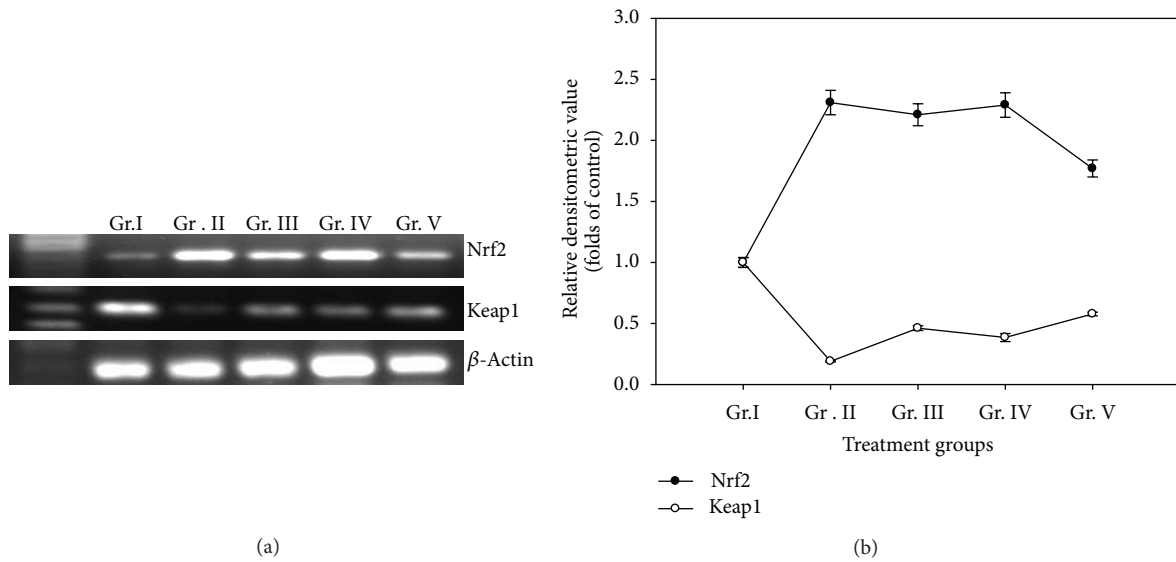 Gr.I Gr . II Gr. III Gr. IV Gr. V
Nrf2
Keap1
β-Actin
(a)
Relative densitometric value
(folds of control)
3.0
2.5
2.0
1.5
1.0
0.5
0.0
Gr.I Gr . II Gr. III Gr. IV Gr. V
Treatment groups
Nrf2
Keap1
(b)